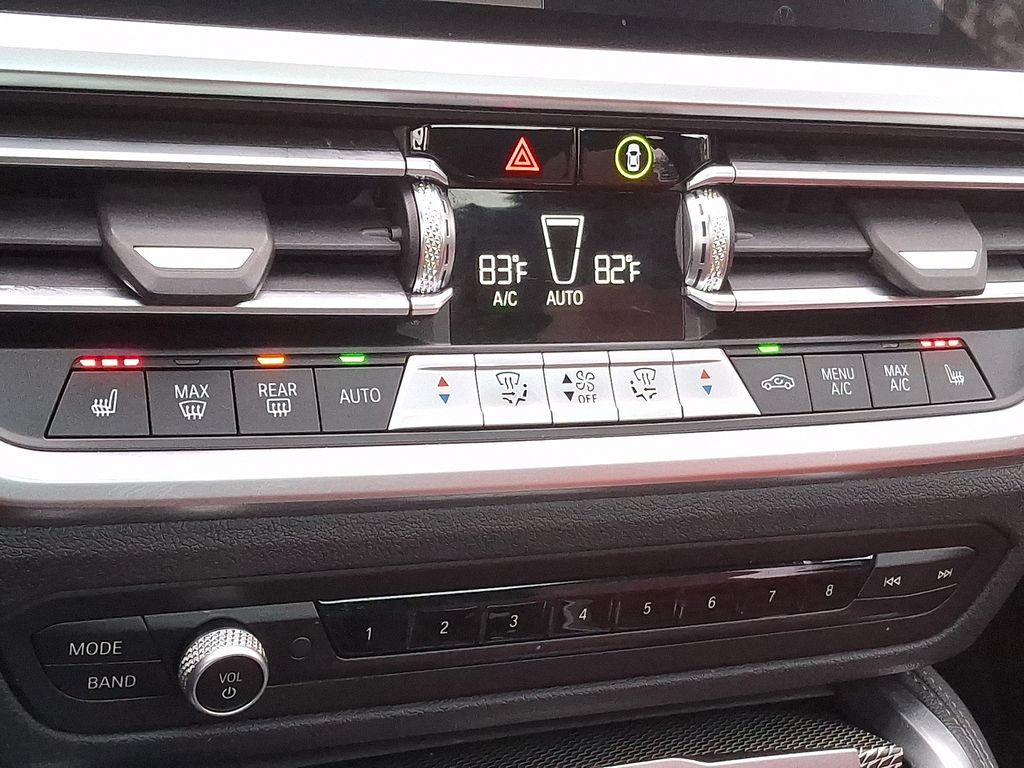 83°F
82°F
A/C
AUTO
MAX
REAR
AUTO
OFF
MENU
A/C
MAX
A/C
MODE
BAND
VOL
1 2 3 4 5 6 7 8